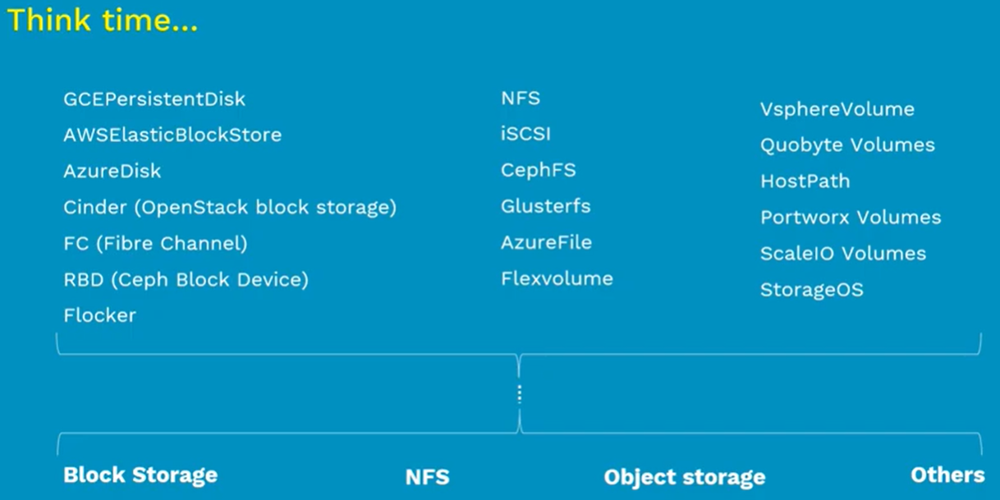 Think time...
GCEPersistentDisk
AWSElasticBlockStore
AzureDisk
Cinder (OpenStack block storage)
FC (Fibre Channel)
RBD (Ceph Block Device)
Flocker
NFS
iSCSI
CephFS
Glusterfs
AzureFile
Flexvolume
VsphereVolume
Quobyte Volumes
HostPath
Portworx Volumes
ScaleIO Volumes
StorageOS
Block Storage
NFS
Object storage
Others